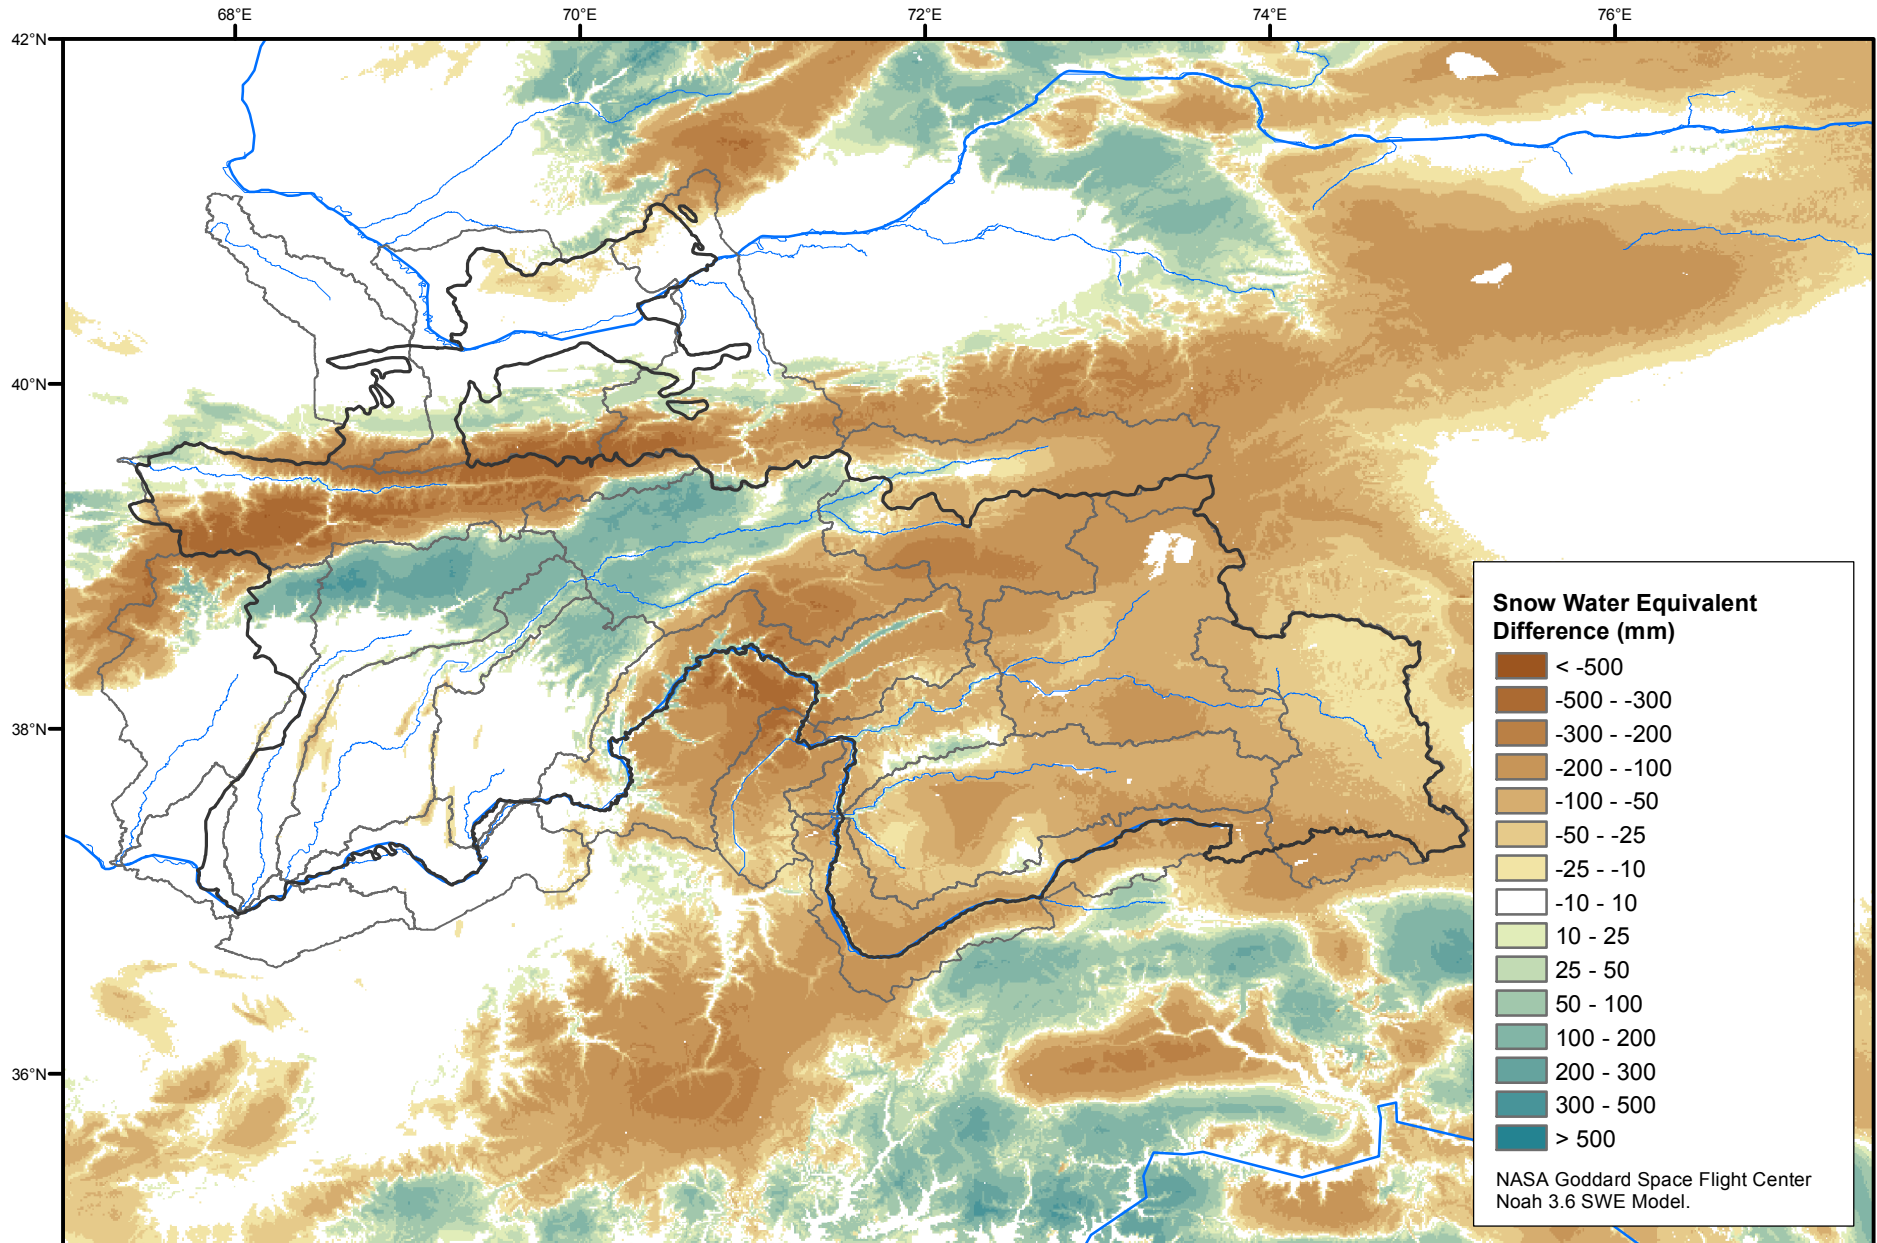 68°E 70°E 72°E 74°E 76°E
42°N
40°N
38°N
36°N
Snow Water Equivalent
Difference (mm)
< -500
-500 - -300
-300 - -200
-200 - -100
-100 - -50
-50 - -25
-25 - -10
-10 - 10
10 - 25
25 - 50
50 - 100
100 - 200
200 - 300
300 - 500
> 500
NASA Goddard Space Flight Center
Noah 3.6 SWE Model.